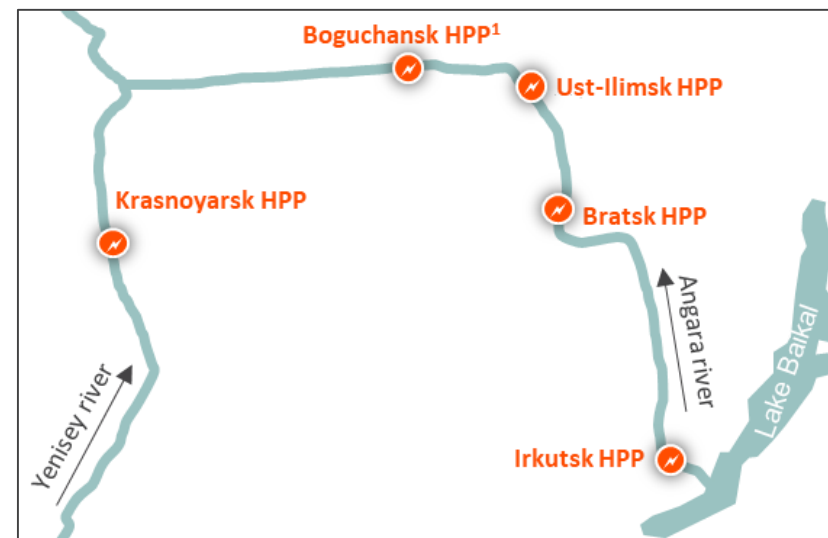 Boguchansk HPP¹
Ust-Ilimsk HPP
Krasnoyarsk HPP
Bratsk HPP
Angara river
Lake Baikal
Yenisey river
Irkutsk HPP